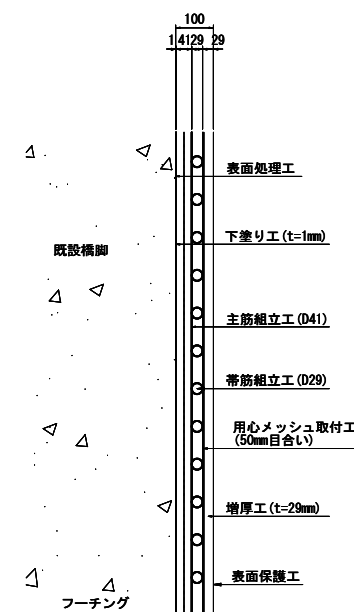 100
1 41 29 29
表面処理工
下塗り工(t=1mm)
既設橋脚
主筋組立工(D41)
帯筋組立工(D29)
用心メッシュ取付工
(50mm目合い)
増厚工(t=29mm)
表面保護工
フーチング